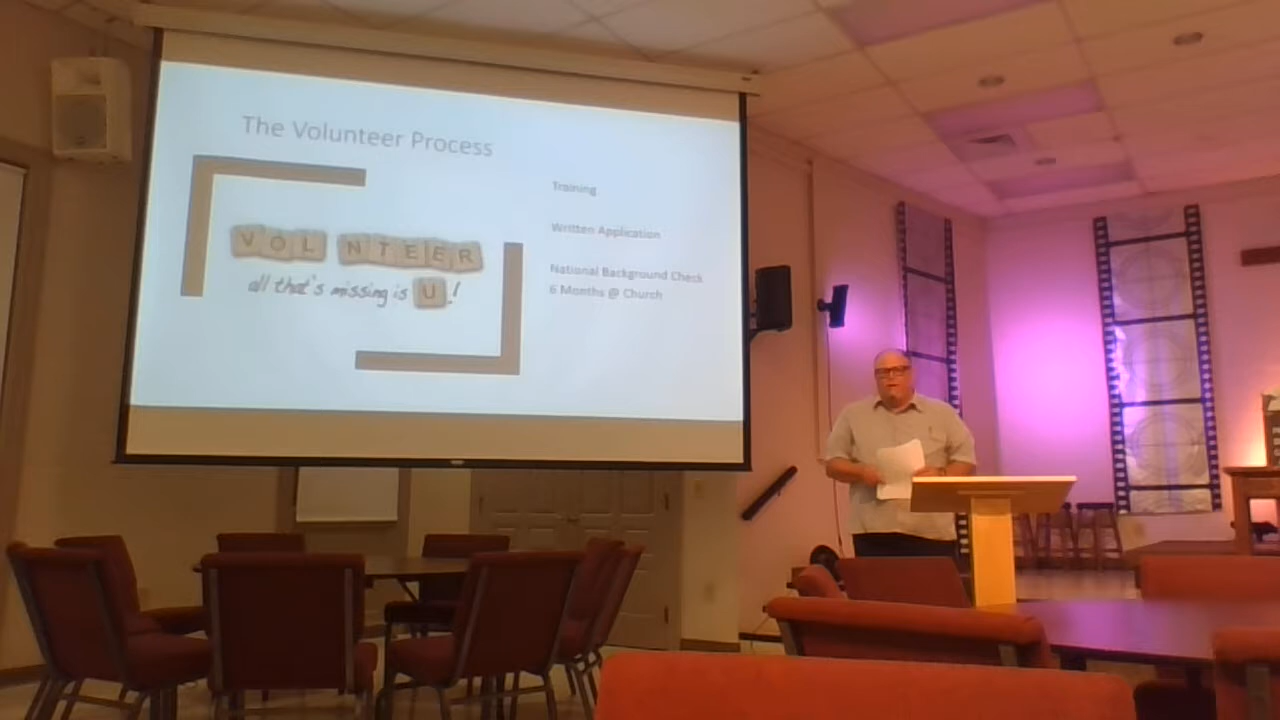 The Volunteer Process
VOL NTEER
all that's missing is U!
Training
Written Application
National Background Check
6 Months @ Church